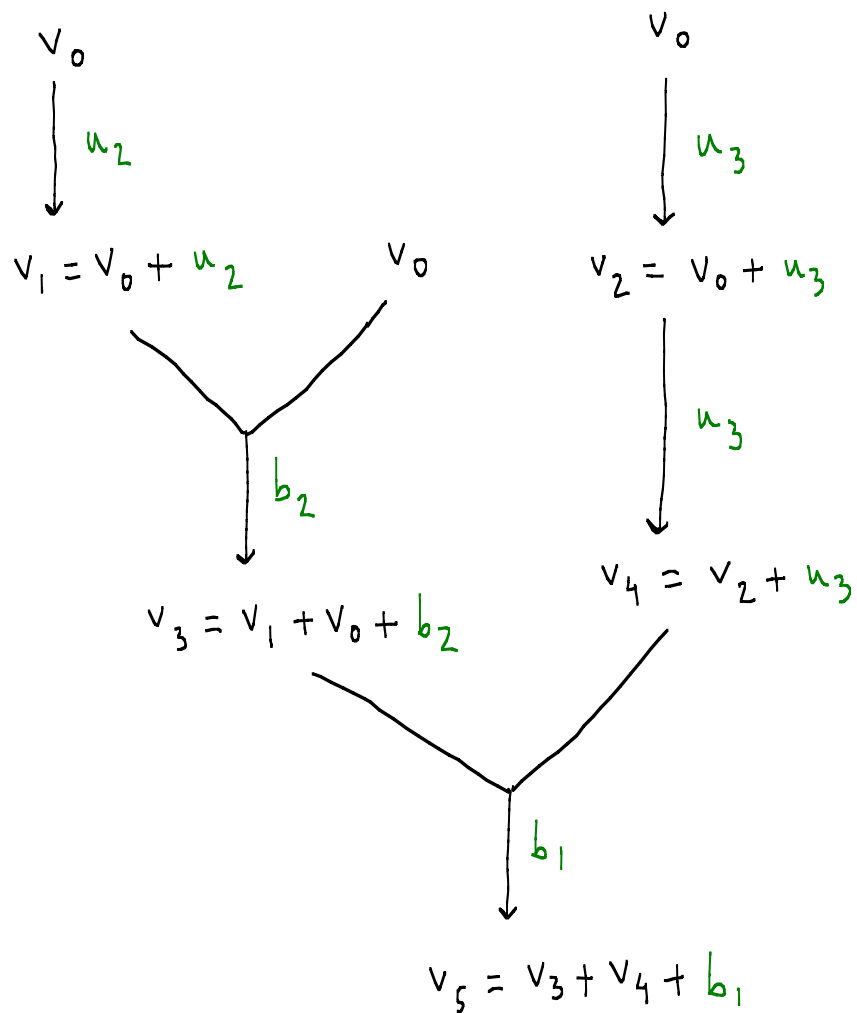 v₀ v₀
u₂ u₃
v₁ = v₀ + u₂ v₀ v₂ = v₀ + u₃
u₃
b₂
v₄ = v₂ + u₃
v₃ = v₁ + v₀ + b₂
b₁
v₅ = v₃ + v₄ + b₁